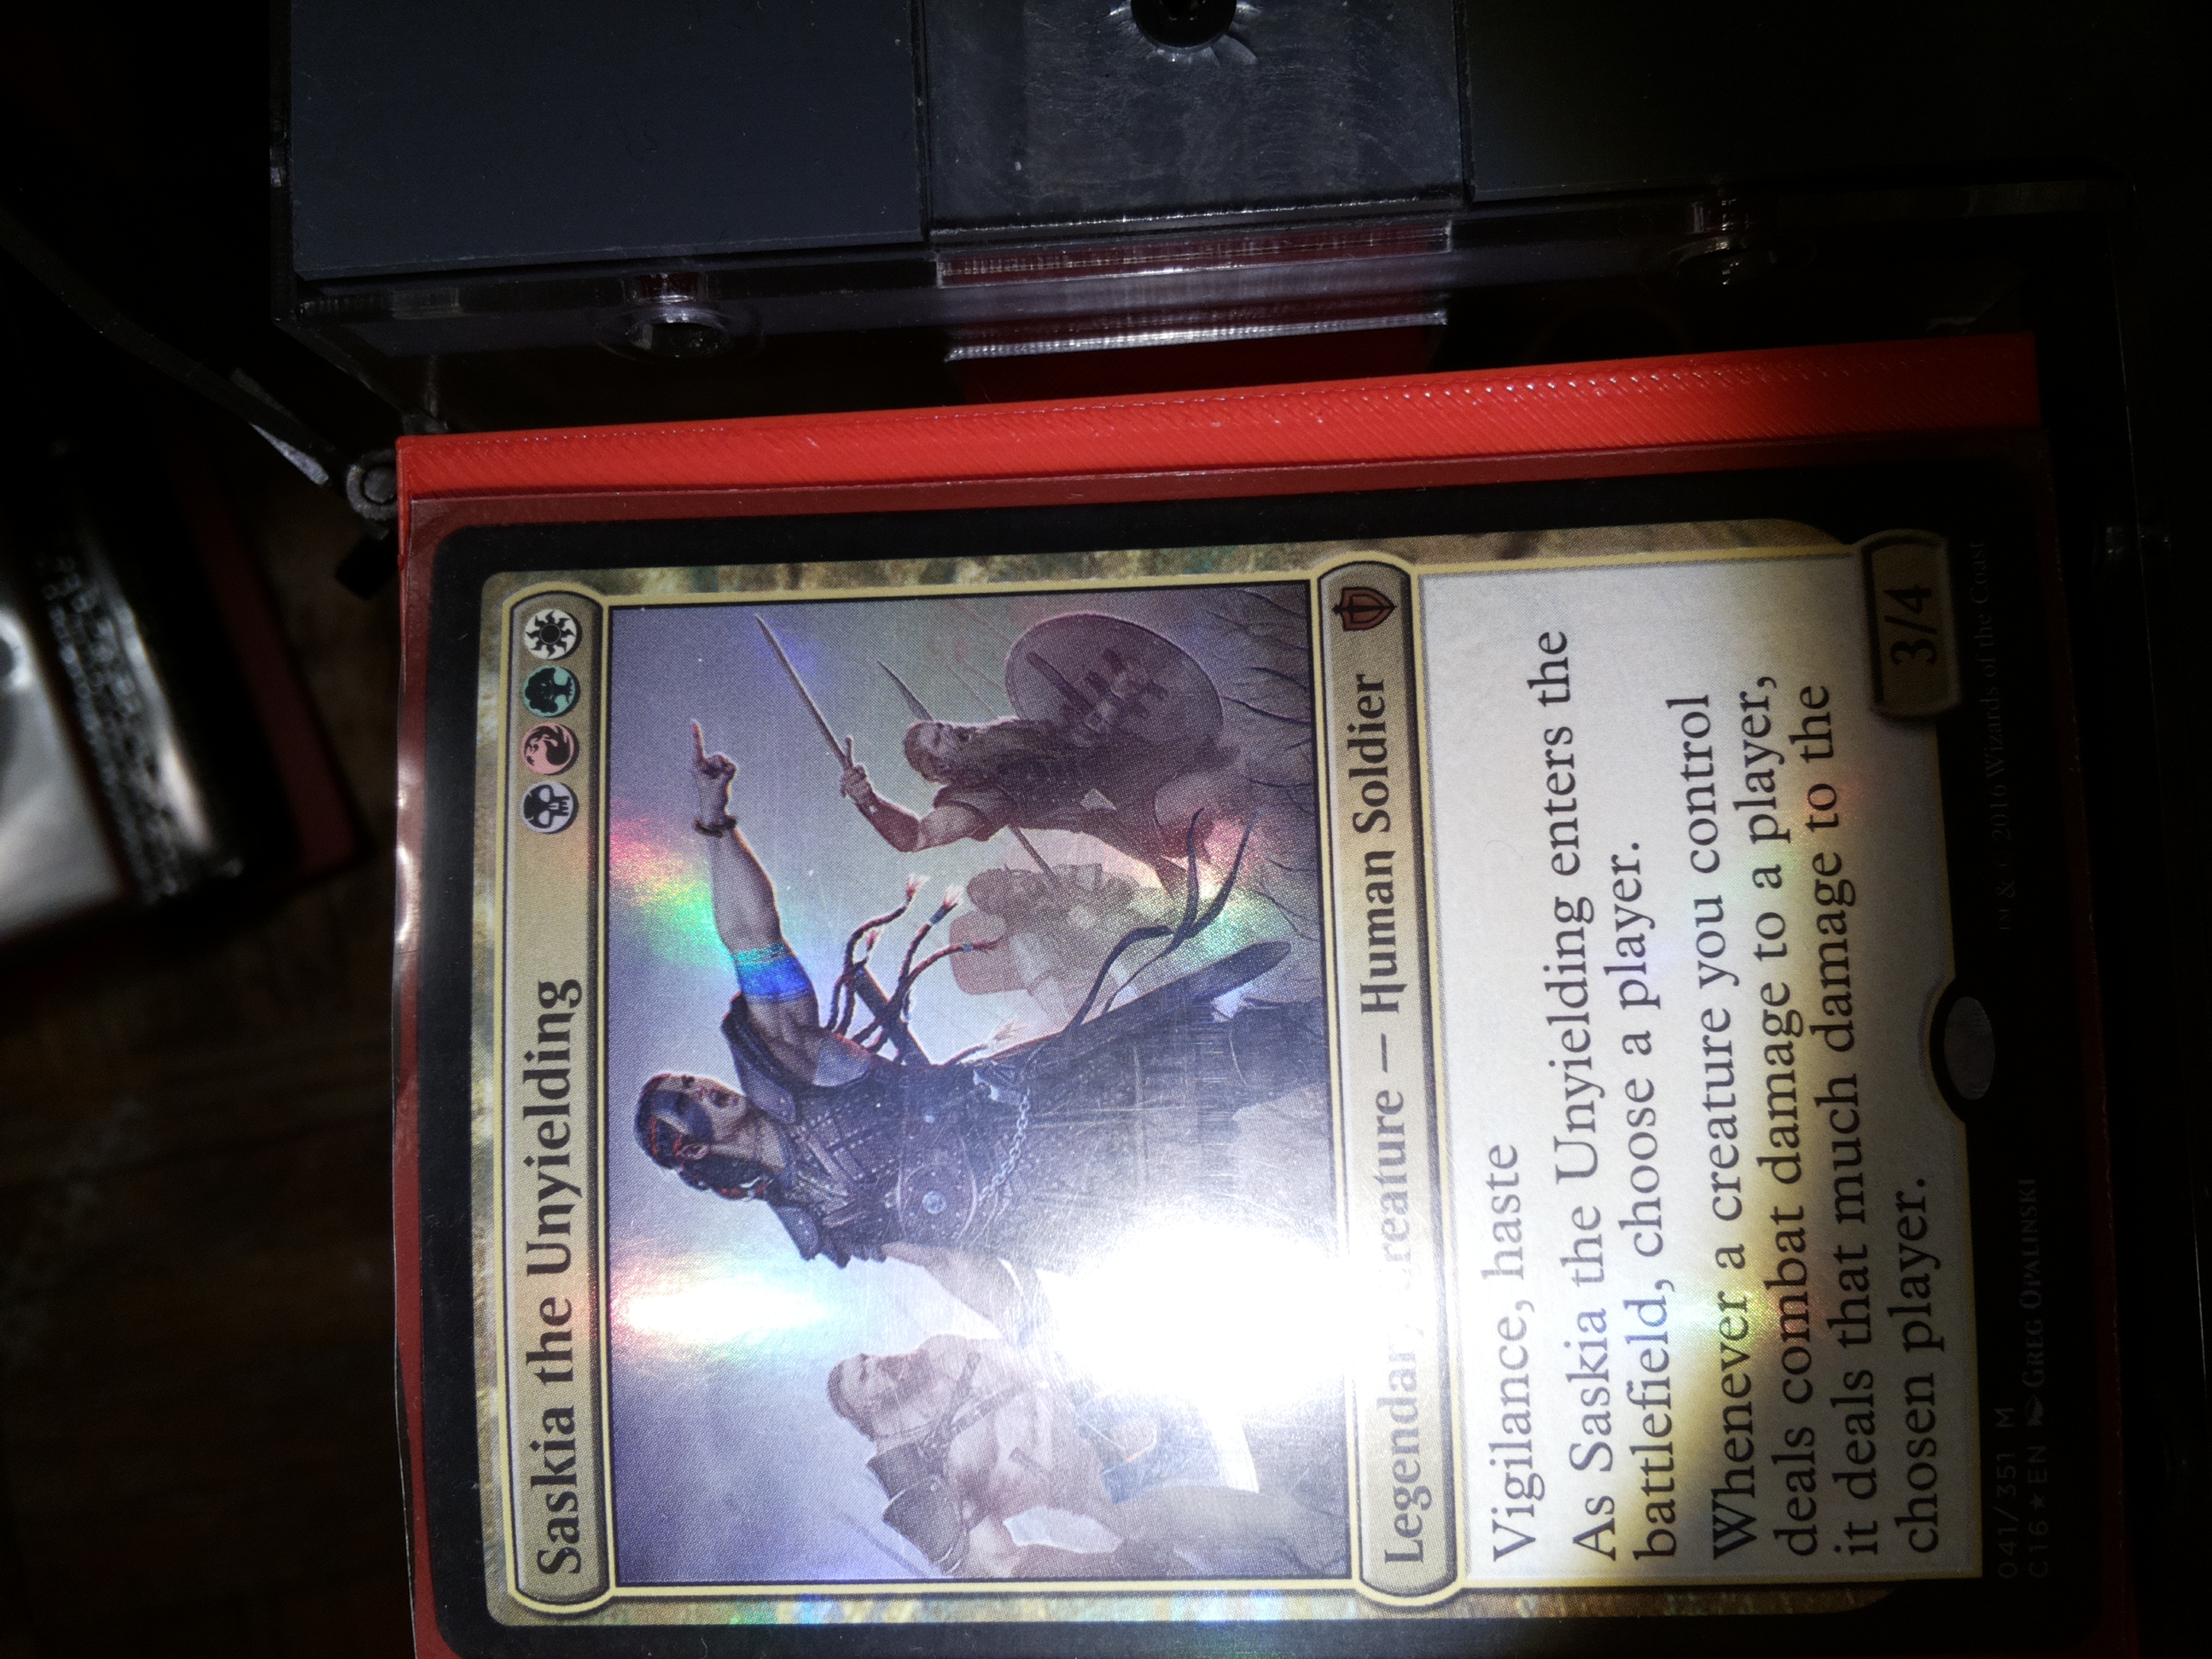 Saskia the Unyielding
Legendary Creature — Human Soldier
Vigilance, haste
As Saskia the Unyielding enters the
battlefield, choose a player.
Whenever a creature you control
deals combat damage to a player,
it deals that much damage to the
chosen player.
3/4
041/351 M
C16★EN GREG OPALINSKI
™ & © 2016 Wizards of the Coast